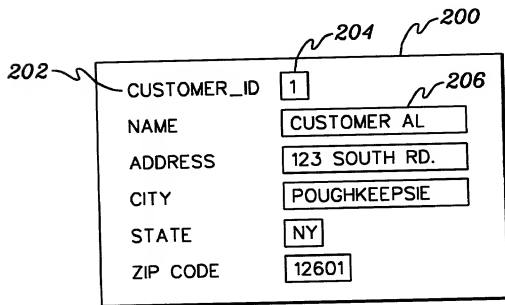 204
200
202
CUSTOMER_ID 1
206
NAME CUSTOMER AL
ADDRESS 123 SOUTH RD.
CITY POUGHKEEPSIE
STATE NY
ZIP CODE 12601